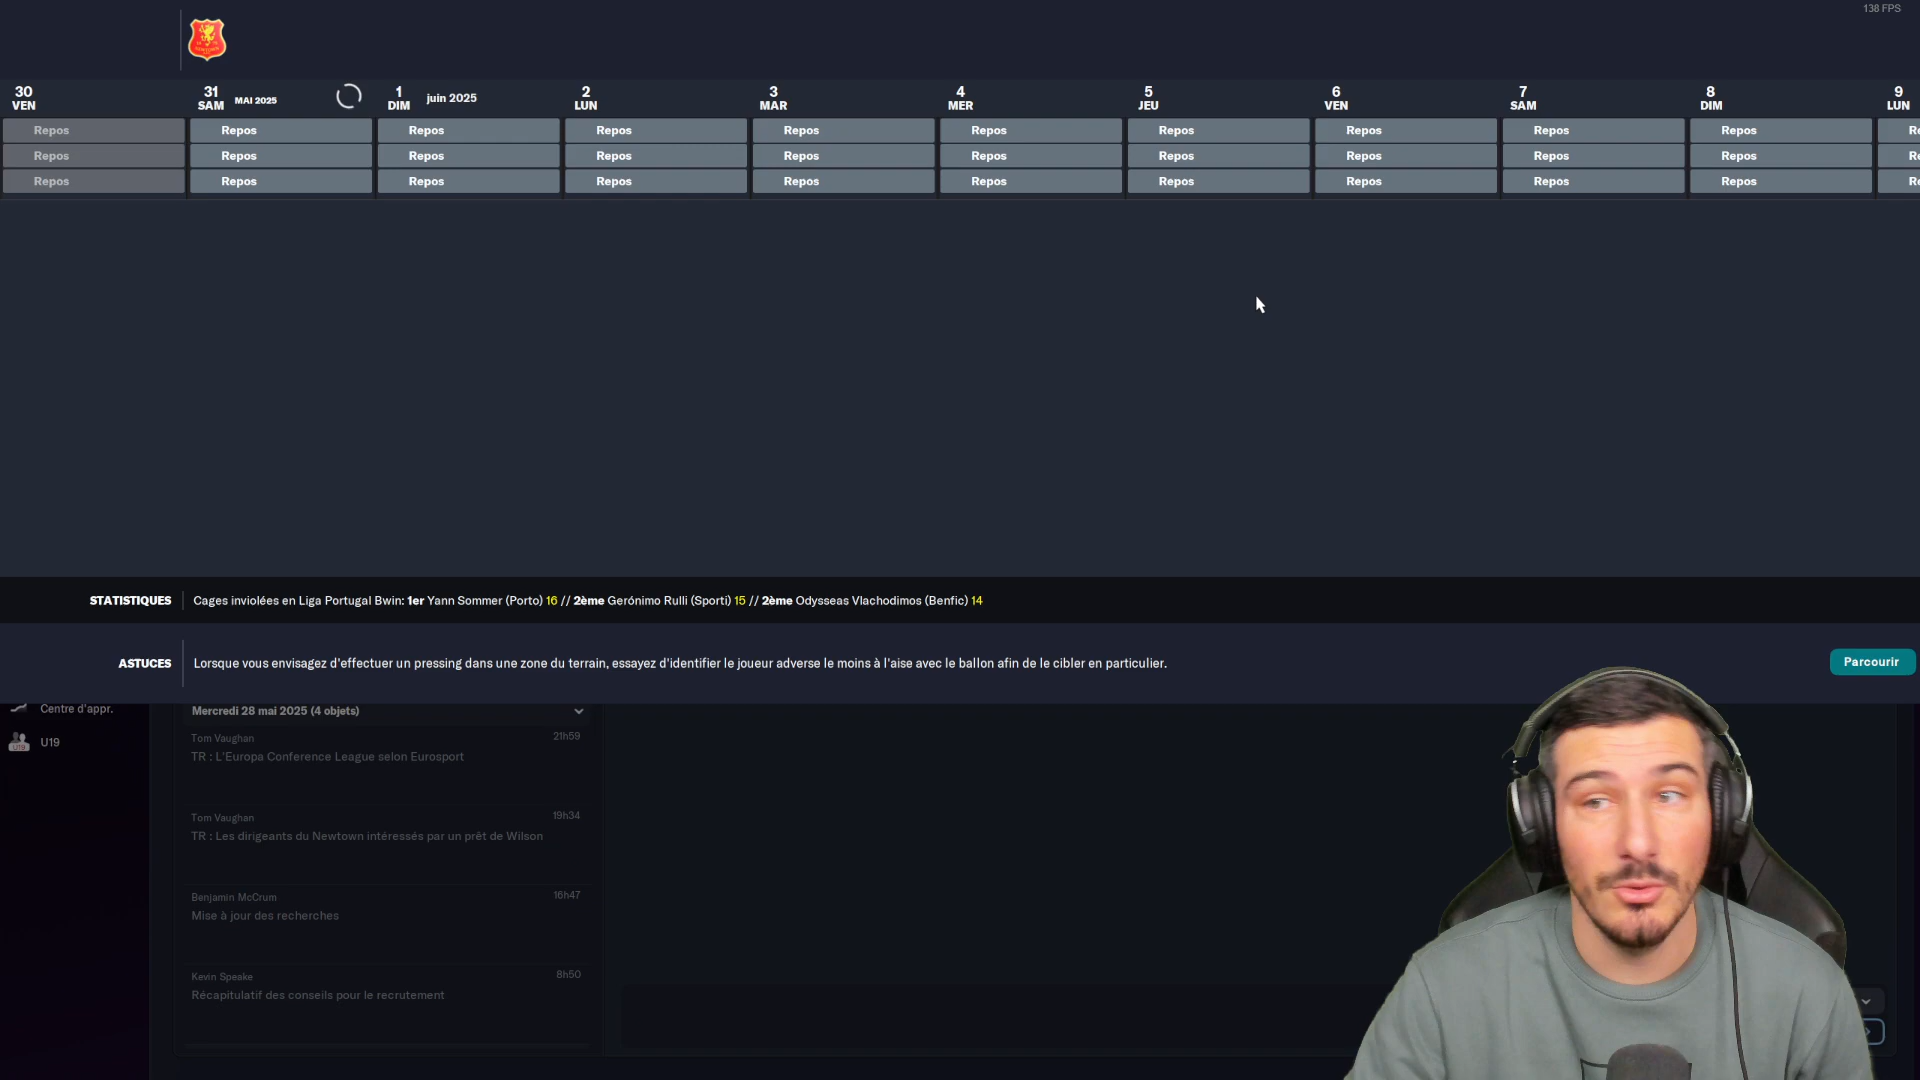 138 FPS
30 VEN
31 SAM MAI 2025
1 DIM juin 2025
2 LUN
3 MAR
4 MER
5 JEU
6 VEN
7 SAM
8 DIM
9 LUN
Repos Repos Repos Repos Repos Repos Repos Repos Repos Repos Re
Repos Repos Repos Repos Repos Repos Repos Repos Repos Repos Re
Repos Repos Repos Repos Repos Repos Repos Repos Repos Repos Re
STATISTIQUES Cages inviolées en Liga Portugal Bwin: 1er Yann Sommer (Porto) 16 // 2ème Gerónimo Rulli (Sporti) 15 // 2ème Odysseas Vlachodimos (Benfic) 14
ASTUCES Lorsque vous envisagez d'effectuer un pressing dans une zone du terrain, essayez d'identifier le joueur adverse le moins à l'aise avec le ballon afin de le cibler en particulier.
Parcourir
Centre d'appr.
U19
Mercredi 28 mai 2025 (4 objets)
Tom Vaughan 21h59
TR : L'Europa Conference League selon Eurosport
Tom Vaughan 19h34
TR : Les dirigeants du Newtown intéressés par un prêt de Wilson
Benjamin McCrum 16h47
Mise à jour des recherches
Kevin Speake 8h50
Récapitulatif des conseils pour le recrutement